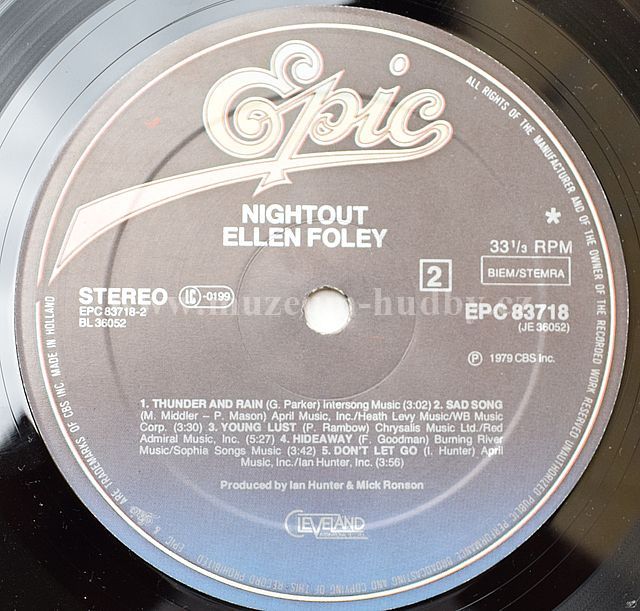 Epic
NIGHTOUT
ELLEN FOLEY
*
33 1/3 RPM
STEREO LC -0199
2
BIEM/STEMRA
EPC 83718-2
BL 36052
EPC 83718
(JE 36052)
www.muzeum-hudby.cz
℗ 1979 CBS Inc.
1. THUNDER AND RAIN (G. Parker) Intersong Music (3:02) 2. SAD SONG
(M. Middler – P. Mason) April Music, Inc./Heath Levy Music/WB Music
Corp. (3:30) 3. YOUNG LUST (P. Rambow) Chrysalis Music Ltd./Red
Admiral Music, Inc. (5:27) 4. HIDEAWAY (F. Goodman) Burning River
Music/Sophia Songs Music (3:42) 5. DON'T LET GO (I. Hunter) April
Music, Inc./Ian Hunter, Inc. (3:56)
Produced by Ian Hunter & Mick Ronson
CLEVELAND
ALL RIGHTS OF THE MANUFACTURER AND OF THE OWNER OF THE RECORDED WORK RESERVED UNAUTHORIZED PUBLIC PERFORMANCE BROADCASTING AND COPYING OF THIS RECORD PROHIBITED
EPIC & ARE TRADEMARKS OF CBS INC. MADE IN HOLLAND